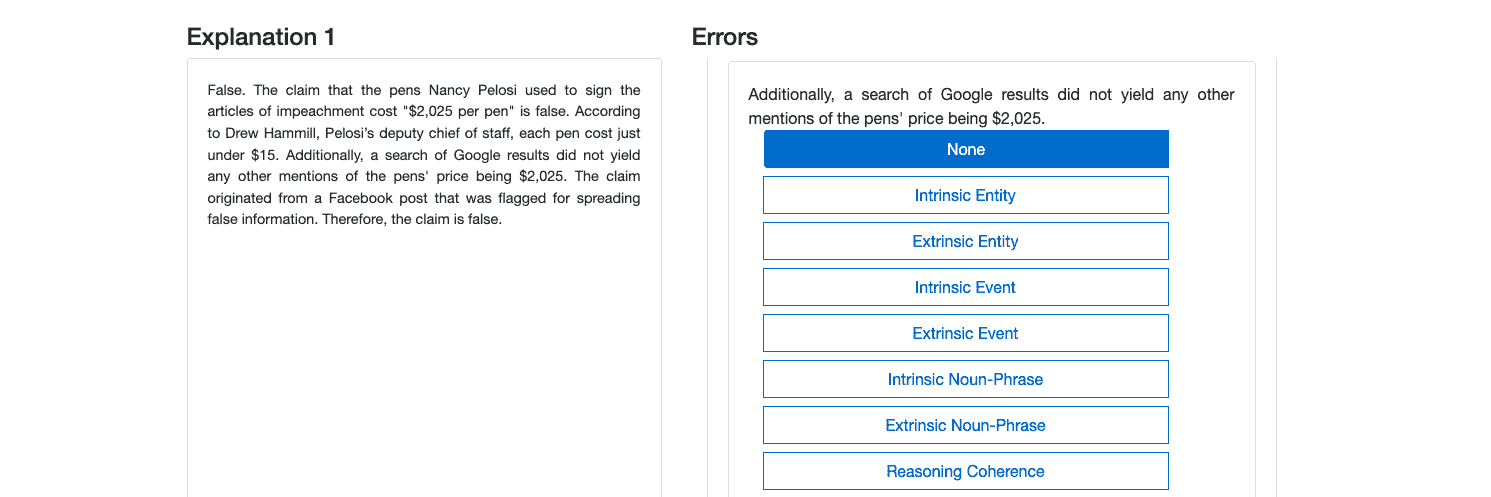 Explanation 1
False. The claim that the pens Nancy Pelosi used to sign the
articles of impeachment cost "$2,025 per pen" is false. According
to Drew Hammill, Pelosi’s deputy chief of staff, each pen cost just
under $15. Additionally, a search of Google results did not yield
any other mentions of the pens' price being $2,025. The claim
originated from a Facebook post that was flagged for spreading
false information. Therefore, the claim is false.
Errors
Additionally, a search of Google results did not yield any other
mentions of the pens' price being $2,025.
None
Intrinsic Entity
Extrinsic Entity
Intrinsic Event
Extrinsic Event
Intrinsic Noun-Phrase
Extrinsic Noun-Phrase
Reasoning Coherence